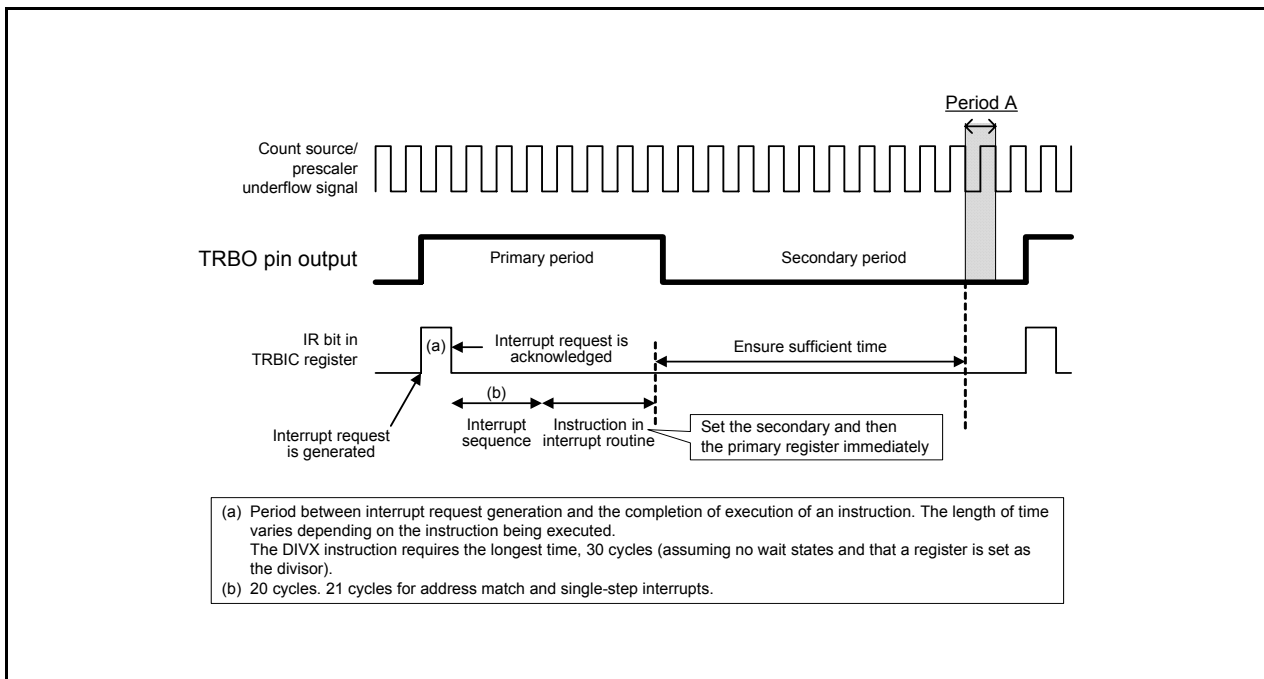 Period A
Count source/
prescaler
underflow signal
TRBO pin output
Primary period
Secondary period
IR bit in
TRBIC register
(a)
Interrupt request is
acknowledged
Ensure sufficient time
(b)
Interrupt request
is generated
Interrupt
sequence
Instruction in
interrupt routine
Set the secondary and then
the primary register immediately
(a) Period between interrupt request generation and the completion of execution of an instruction. The length of time
varies depending on the instruction being executed.
The DIVX instruction requires the longest time, 30 cycles (assuming no wait states and that a register is set as
the divisor).
(b) 20 cycles. 21 cycles for address match and single-step interrupts.